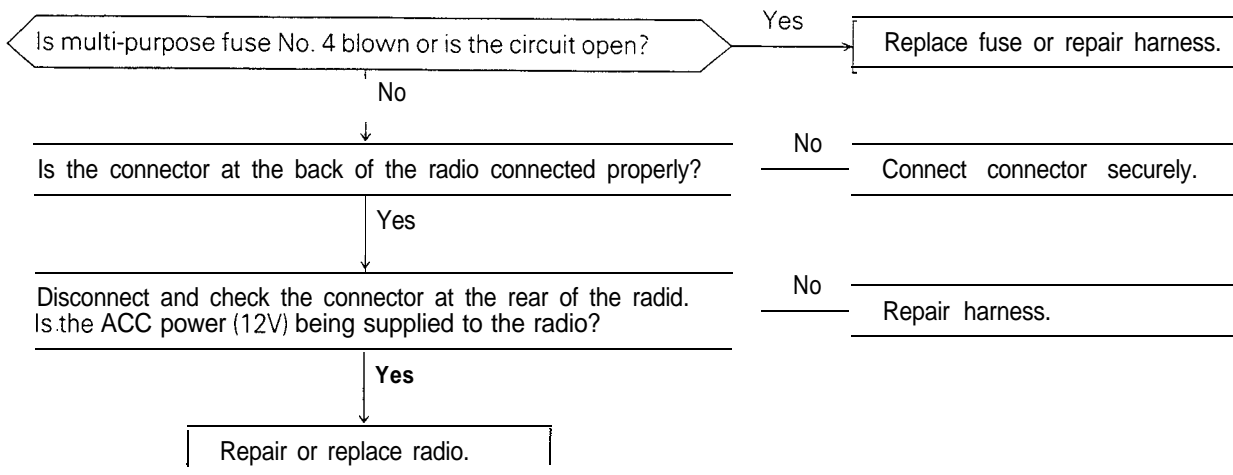 Is multi-purpose fuse No. 4 blown or is the circuit open?
Yes
Replace fuse or repair harness.
No
Is the connector at the back of the radio connected properly?
No
Connect connector securely.
Yes
Disconnect and check the connector at the rear of the radid.
Is.the ACC power (12V) being supplied to the radio?
No
Repair harness.
Yes
Repair or replace radio.